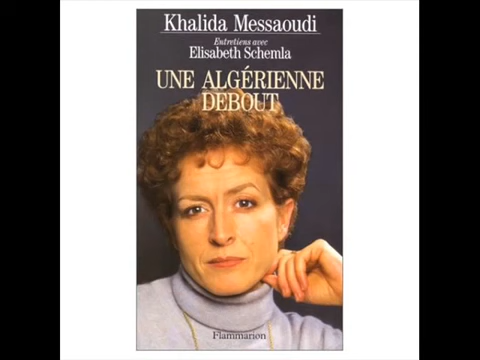 Khalida Messaoudi
Entretiens avec
Elisabeth Schemla
UNE ALGÉRIENNE
DEBOUT
Flammarion